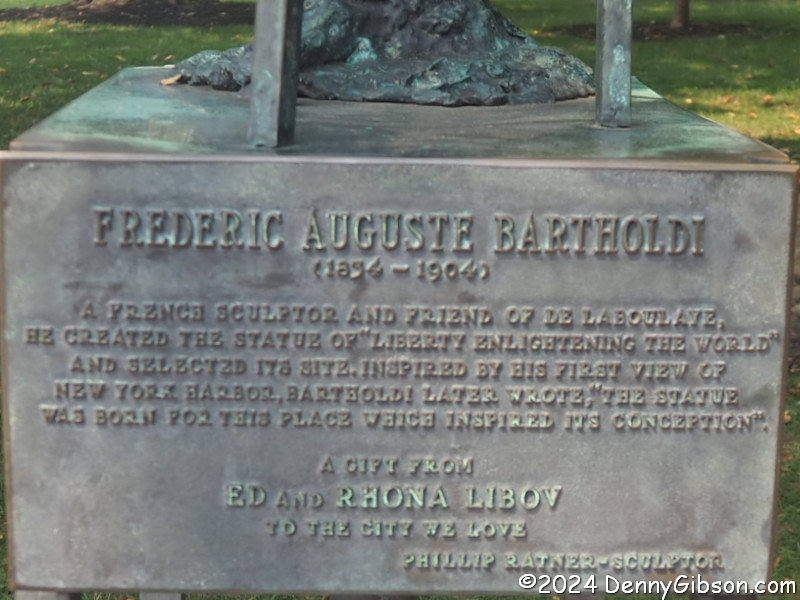 FREDERIC AUGUSTE BARTHOLDI
(1834 – 1904)
A FRENCH SCULPTOR AND FRIEND OF DE LABOULAYE,
HE CREATED THE STATUE OF "LIBERTY ENLIGHTENING THE WORLD"
AND SELECTED ITS SITE. INSPIRED BY HIS FIRST VIEW OF
NEW YORK HARBOR, BARTHOLDI LATER WROTE, "THE STATUE
WAS BORN FOR THIS PLACE WHICH INSPIRED ITS CONCEPTION".
A GIFT FROM
ED AND RHONA LIBOV
TO THE CITY WE LOVE
PHILLIP RATNER-SCULPTOR
©2024 DennyGibson.com